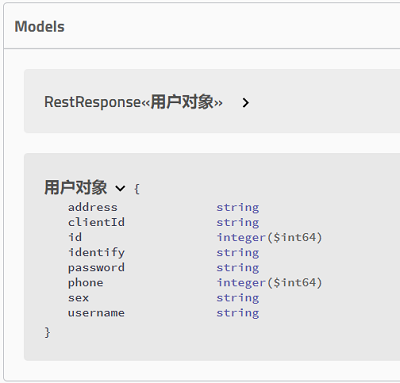 Models
RestResponse«用户对象»
用户对象 {
address string
clientId string
id integer($int64)
identify string
password string
phone integer($int64)
sex string
username string
}